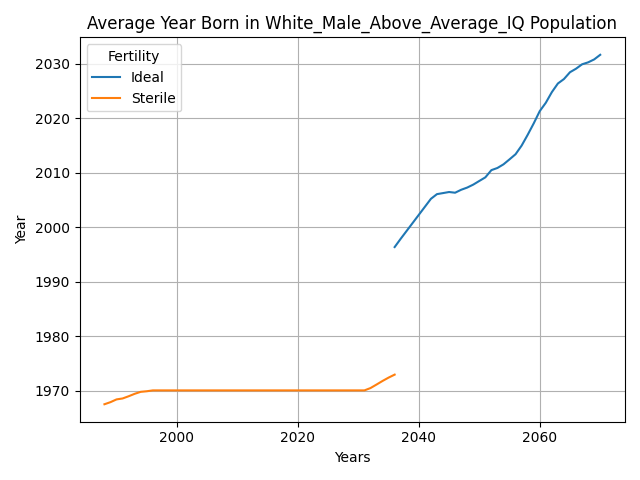 Average Year Born in White_Male_Above_Average_IQ Population
Fertility
Ideal
Sterile
Year
2030
2020
2010
2000
1990
1980
1970
2000
2020
2040
2060
Years